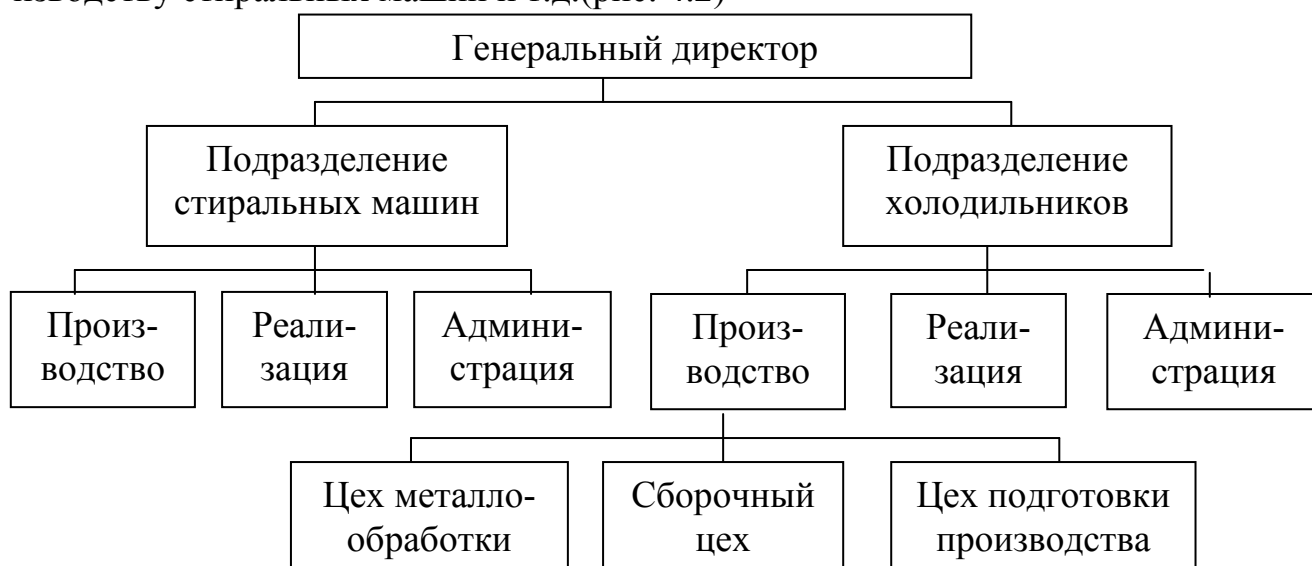 Генеральный директор
Подразделение
стиральных машин
Подразделение
холодильников
Произ-
водство
Реали-
зация
Админи-
страция
Произ-
водство
Реали-
зация
Админи-
страция
Цех металло-
обработки
Сборочный
цех
Цех подготовки
производства